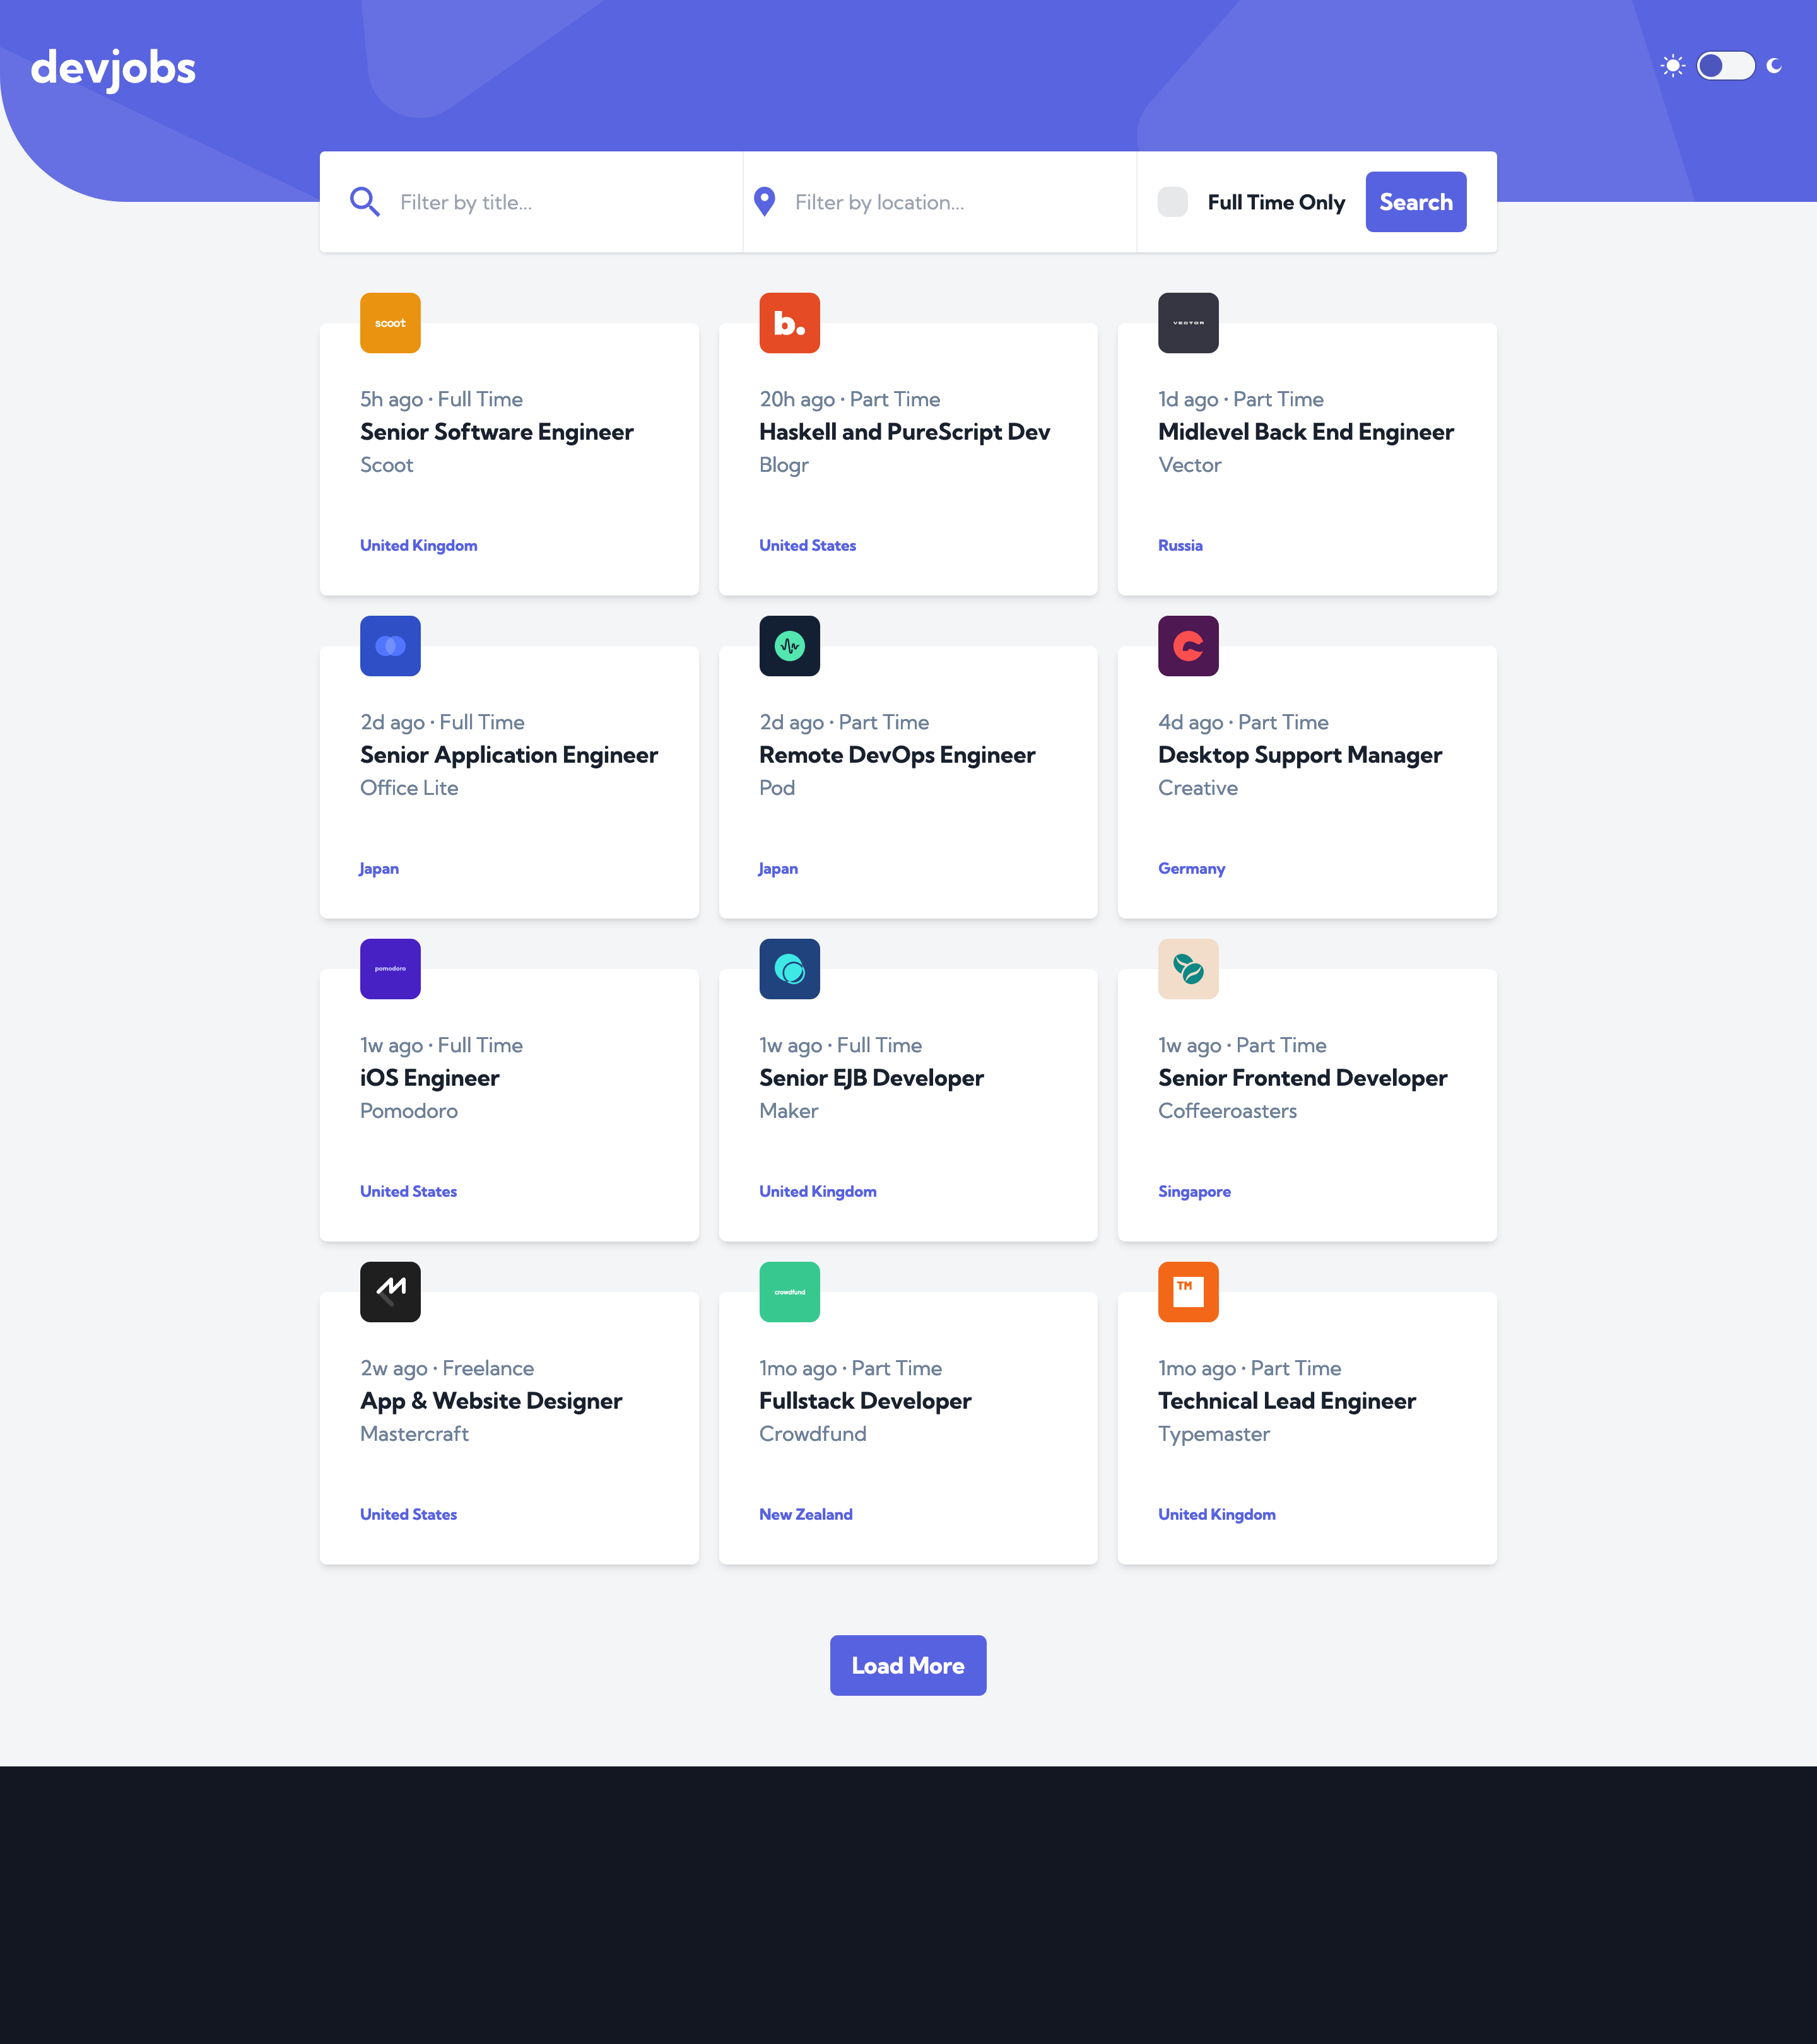 devjobs
Filter by title...
Filter by location...
Full Time Only
Search
scoot
5h ago • Full Time
Senior Software Engineer
Scoot
United Kingdom
b.
20h ago • Part Time
Haskell and PureScript Dev
Blogr
United States
VECTOR
1d ago • Part Time
Midlevel Back End Engineer
Vector
Russia
2d ago • Full Time
Senior Application Engineer
Office Lite
Japan
2d ago • Part Time
Remote DevOps Engineer
Pod
Japan
4d ago • Part Time
Desktop Support Manager
Creative
Germany
pomodoro
1w ago • Full Time
iOS Engineer
Pomodoro
United States
1w ago • Full Time
Senior EJB Developer
Maker
United Kingdom
1w ago • Part Time
Senior Frontend Developer
Coffeeroasters
Singapore
2w ago • Freelance
App & Website Designer
Mastercraft
United States
crowdfund
1mo ago • Part Time
Fullstack Developer
Crowdfund
New Zealand
TM
1mo ago • Part Time
Technical Lead Engineer
Typemaster
United Kingdom
Load More